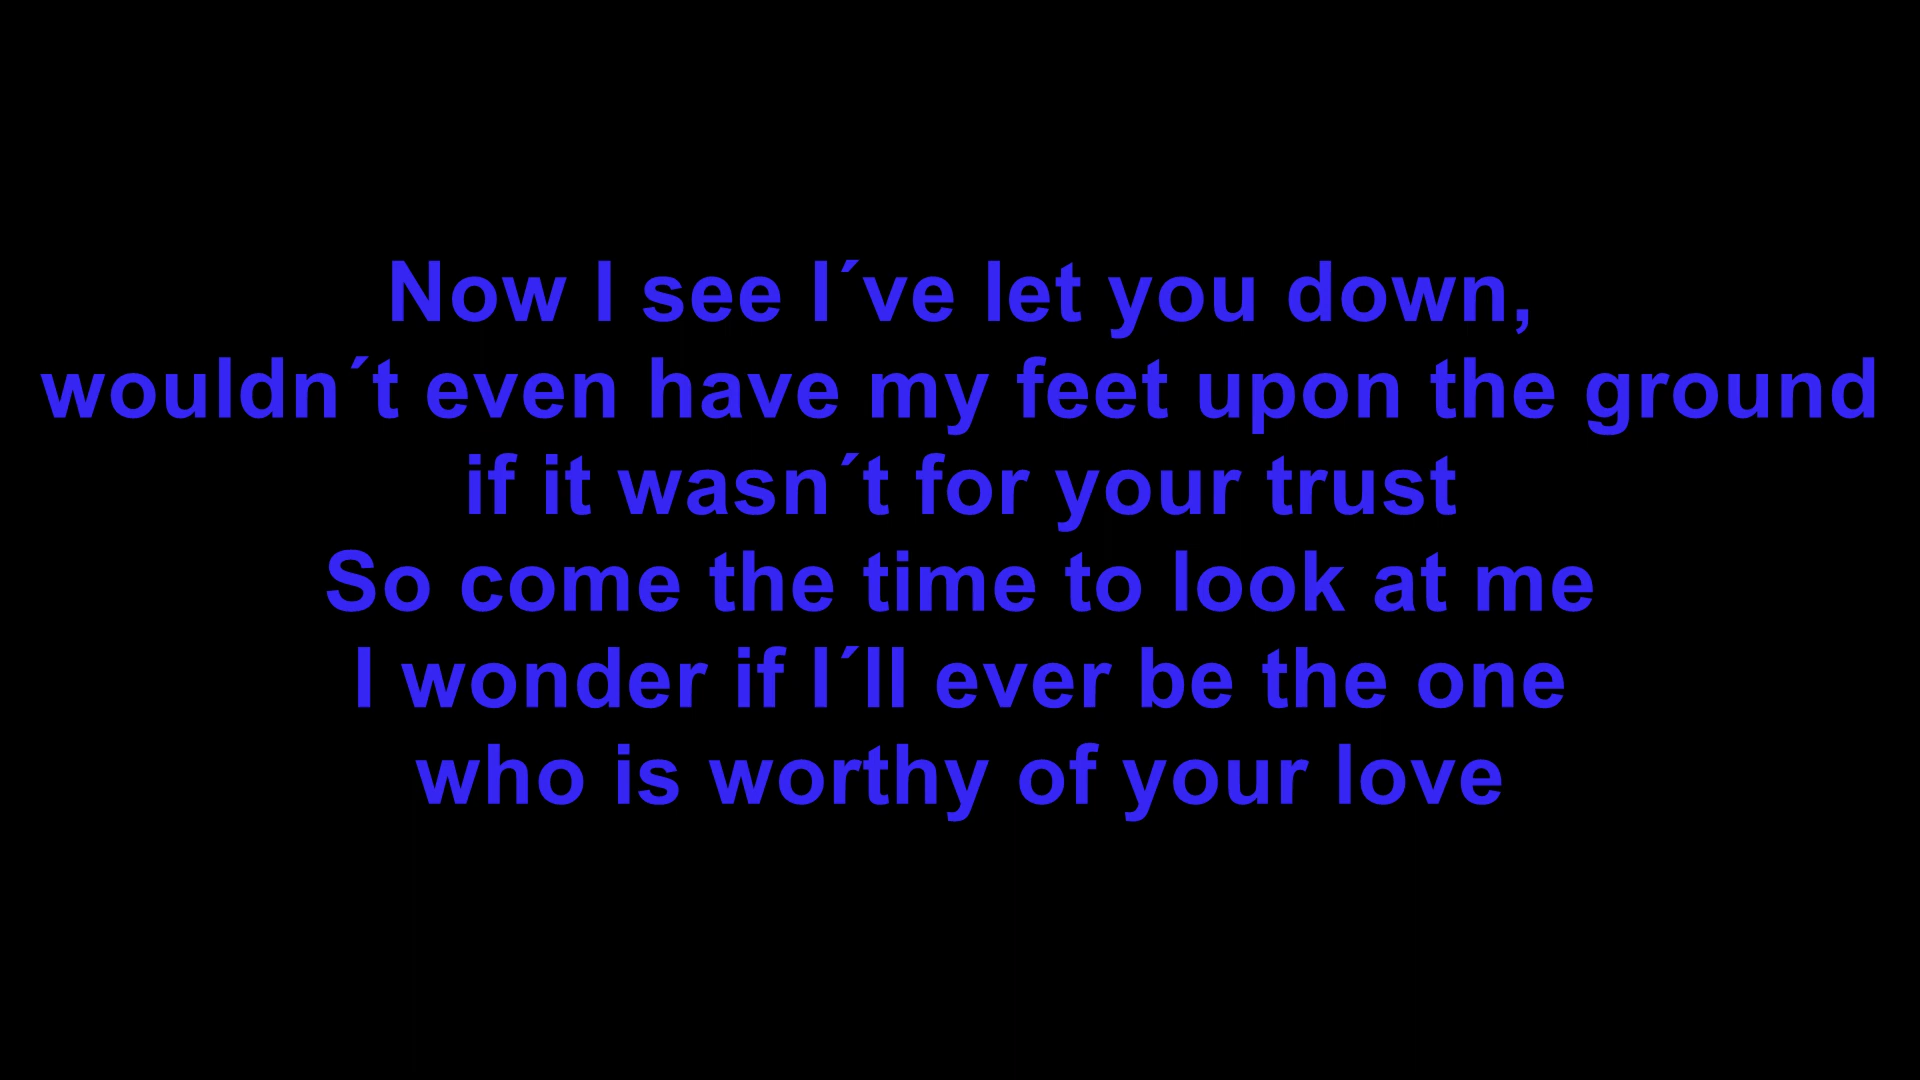 Now I see I´ve let you down,
wouldn´t even have my feet upon the ground
if it wasn´t for your trust
So come the time to look at me
I wonder if I´ll ever be the one
who is worthy of your love